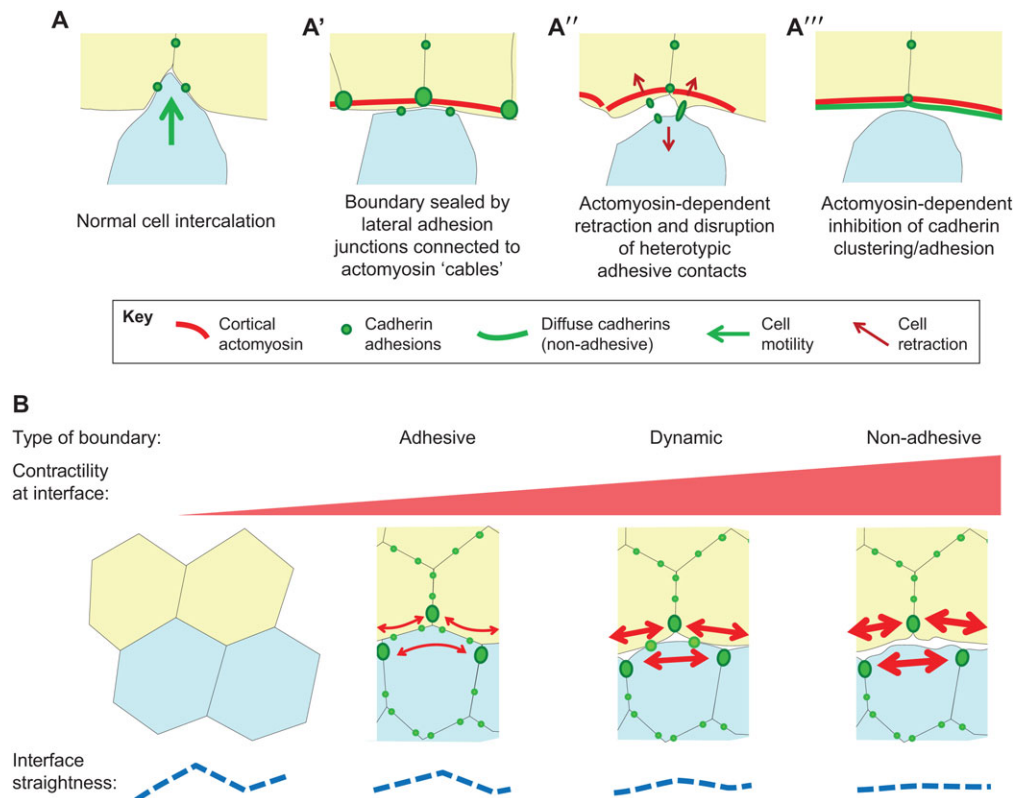 A
A′
A″
A‴
Normal cell intercalation
Boundary sealed by
lateral adhesion
junctions connected to
actomyosin ‘cables’
Actomyosin-dependent
retraction and disruption
of heterotypic
adhesive contacts
Actomyosin-dependent
inhibition of cadherin
clustering/adhesion
Key
Cortical
actomyosin
Cadherin
adhesions
Diffuse cadherins
(non-adhesive)
Cell
motility
Cell
retraction
B
Type of boundary:
Adhesive
Dynamic
Non-adhesive
Contractility
at interface:
Interface
straightness: